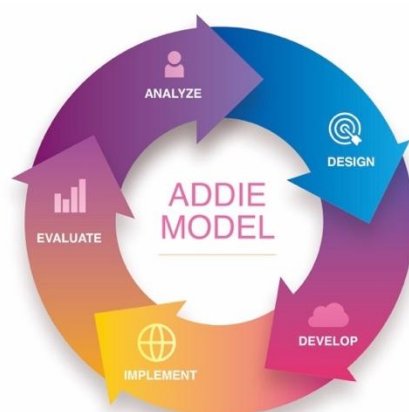 ADDIE
MODEL
ANALYZE
DESIGN
DEVELOP
IMPLEMENT
EVALUATE